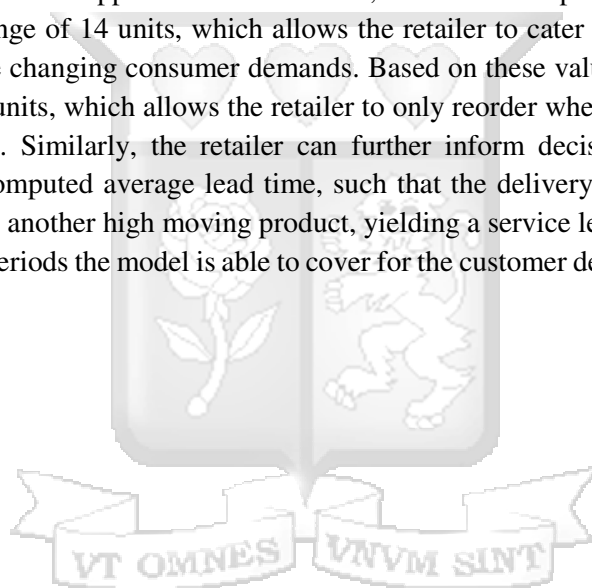 nge of 14 units, which allows the retailer to cater
changing consumer demands. Based on these valu
units, which allows the retailer to only reorder whe
. Similarly, the retailer can further inform decis
omputed average lead time, such that the delivery
another high moving product, yielding a service le
eriods the model is able to cover for the customer de
VT OMNES VNVM SINT